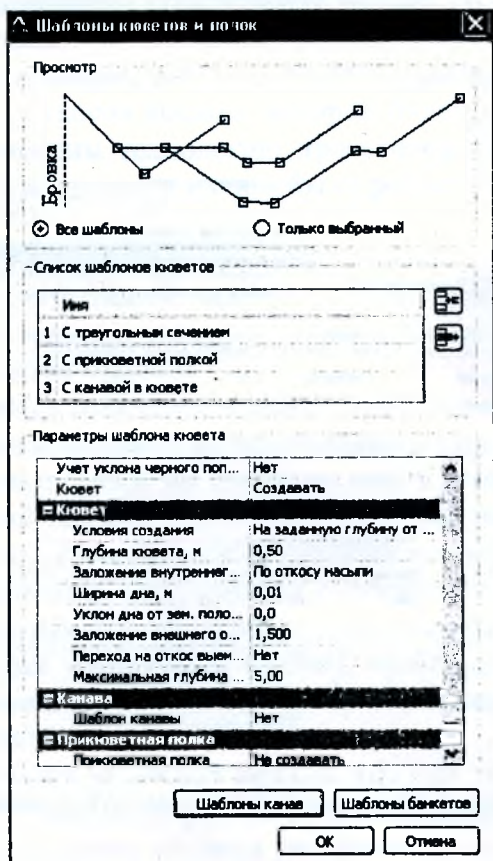 Шаблоны кюветов и полок
Просмотр
Бровка
Все шаблоны
Только выбранный
Список шаблонов кюветов
Имя
1 С треугольным сечением
2 С прикюветной полкой
3 С канавой в кювете
Параметры шаблона кювета
Учет уклона черного поп... Нет
Кювет Создавать
Кювет
Условия создания На заданную глубину от ...
Глубина кювета, м 0,50
Заложение внутреннег... По откосу насыпи
Ширина дна, м 0,01
Уклон дна от зем. поло... 0,0
Заложение внешнего о... 1,500
Переход на откос выем... Нет
Максимальная глубина ... 5,00
Канава
Шаблон канавы Нет
Прикюветная полка
Прикюветная полка Не создавать
Шаблоны канав
Шаблоны банкетов
ОК
Отмена